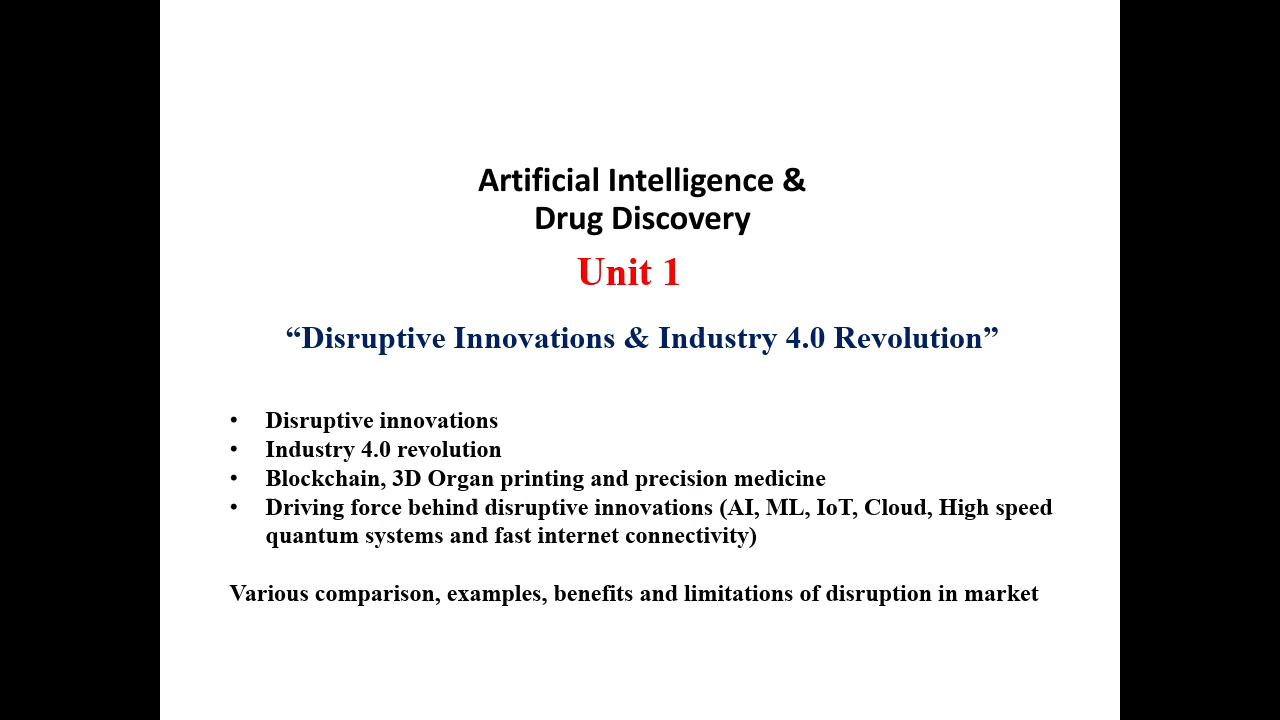 Artificial Intelligence &
Drug Discovery
Unit 1
“Disruptive Innovations & Industry 4.0 Revolution”
• Disruptive innovations
• Industry 4.0 revolution
• Blockchain, 3D Organ printing and precision medicine
• Driving force behind disruptive innovations (AI, ML, IoT, Cloud, High speed
quantum systems and fast internet connectivity)
Various comparison, examples, benefits and limitations of disruption in market